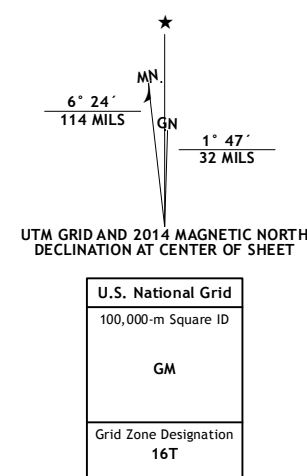 ★
MN.
6° 24´
114 MILS
GN
1° 47´
32 MILS
UTM GRID AND 2014 MAGNETIC NORTH
DECLINATION AT CENTER OF SHEET
U.S. National Grid
100,000-m Square ID
GM
Grid Zone Designation
16T